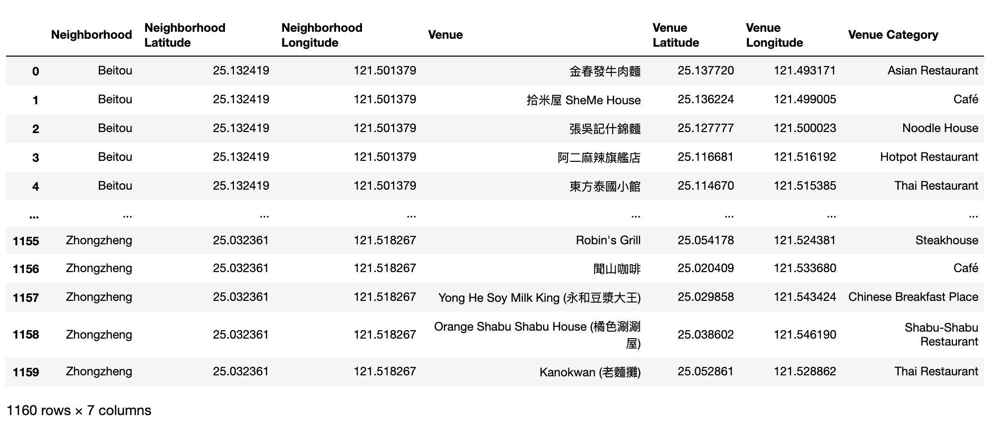 Neighborhood Neighborhood Latitude Neighborhood Longitude Venue Venue Latitude Venue Longitude Venue Category
0 Beitou 25.132419 121.501379 金春發牛肉麵 25.137720 121.493171 Asian Restaurant
1 Beitou 25.132419 121.501379 拾米屋 SheMe House 25.136224 121.499005 Café
2 Beitou 25.132419 121.501379 張吳記什錦麵 25.127777 121.500023 Noodle House
3 Beitou 25.132419 121.501379 阿二麻辣旗艦店 25.116681 121.516192 Hotpot Restaurant
4 Beitou 25.132419 121.501379 東方泰國小館 25.114670 121.515385 Thai Restaurant
... ... ... ... ... ... ... ...
1155 Zhongzheng 25.032361 121.518267 Robin's Grill 25.054178 121.524381 Steakhouse
1156 Zhongzheng 25.032361 121.518267 聞山咖啡 25.020409 121.533680 Café
1157 Zhongzheng 25.032361 121.518267 Yong He Soy Milk King (永和豆漿大王) 25.029858 121.543424 Chinese Breakfast Place
1158 Zhongzheng 25.032361 121.518267 Orange Shabu Shabu House (橘色涮涮屋) 25.038602 121.546190 Shabu-Shabu Restaurant
1159 Zhongzheng 25.032361 121.518267 Kanokwan (老麵攤) 25.052861 121.528862 Thai Restaurant
1160 rows × 7 columns